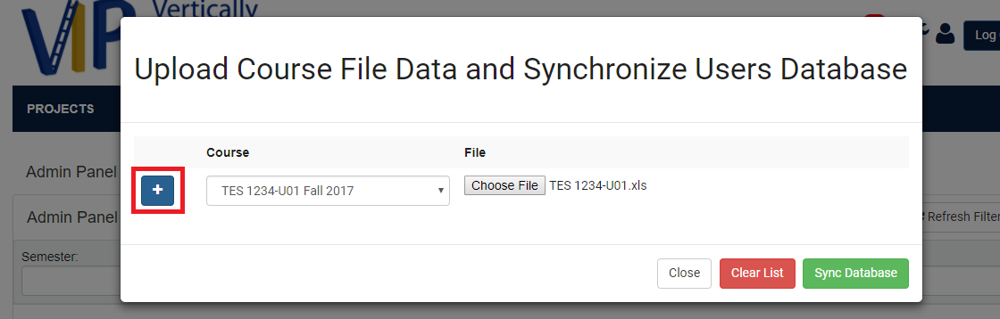 Vertically
VIP
Log
Upload Course File Data and Synchronize Users Database
PROJECTS
Course File
Admin Panel
+ TES 1234-U01 Fall 2017 Choose File TES 1234-U01.xls
Admin Panel
Refresh Filter
Semester:
Close Clear List Sync Database